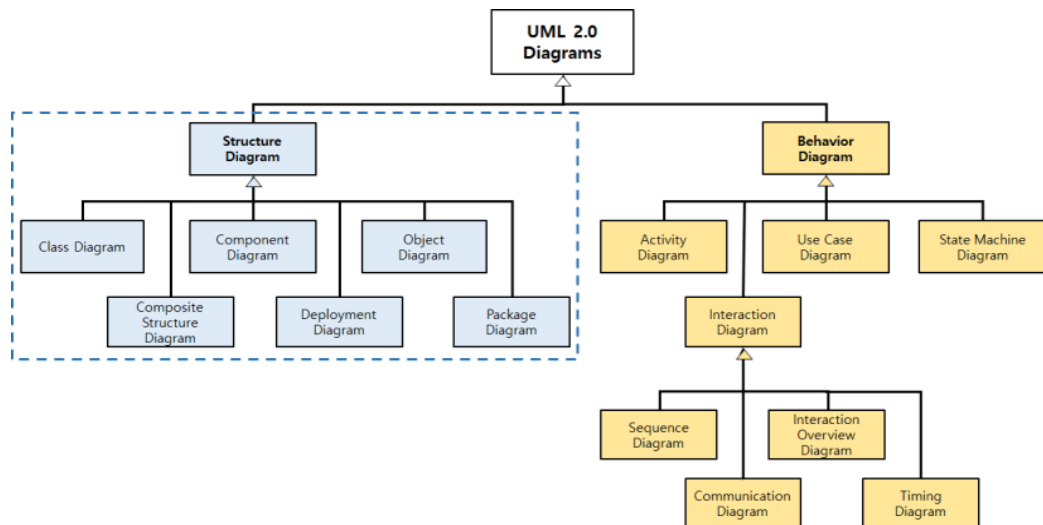 UML 2.0
Diagrams
Structure
Diagram
Behavior
Diagram
Class Diagram
Component
Diagram
Object
Diagram
Activity
Diagram
Use Case
Diagram
State Machine
Diagram
Composite
Structure
Diagram
Deployment
Diagram
Package
Diagram
Interaction
Diagram
Sequence
Diagram
Interaction
Overview
Diagram
Communication
Diagram
Timing
Diagram